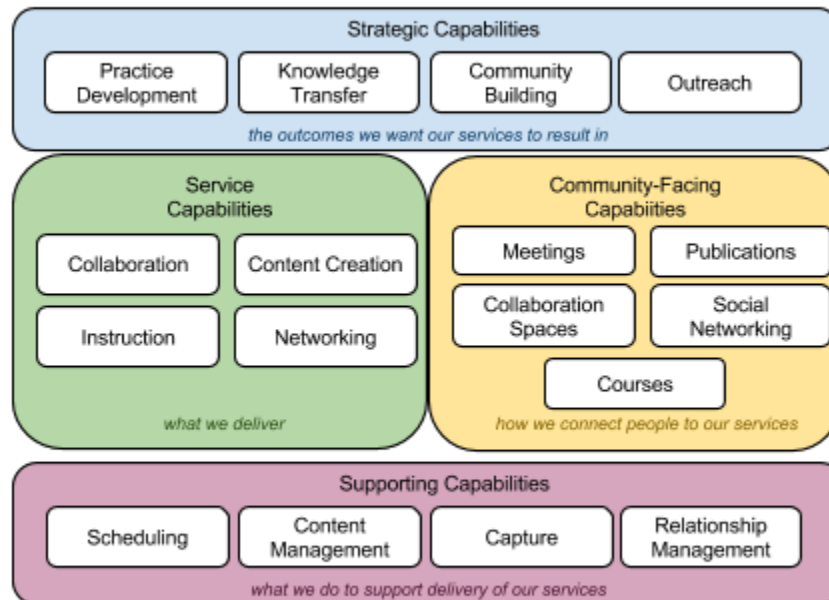 Strategic Capabilities
Practice
Development
Knowledge
Transfer
Community
Building
Outreach
the outcomes we want our services to result in
Service
Capabilities
Collaboration
Content Creation
Instruction
Networking
what we deliver
Community-Facing
Capabiities
Meetings
Publications
Collaboration
Spaces
Social
Networking
Courses
how we connect people to our services
Supporting Capabilities
Scheduling
Content
Management
Capture
Relationship
Management
what we do to support delivery of our services